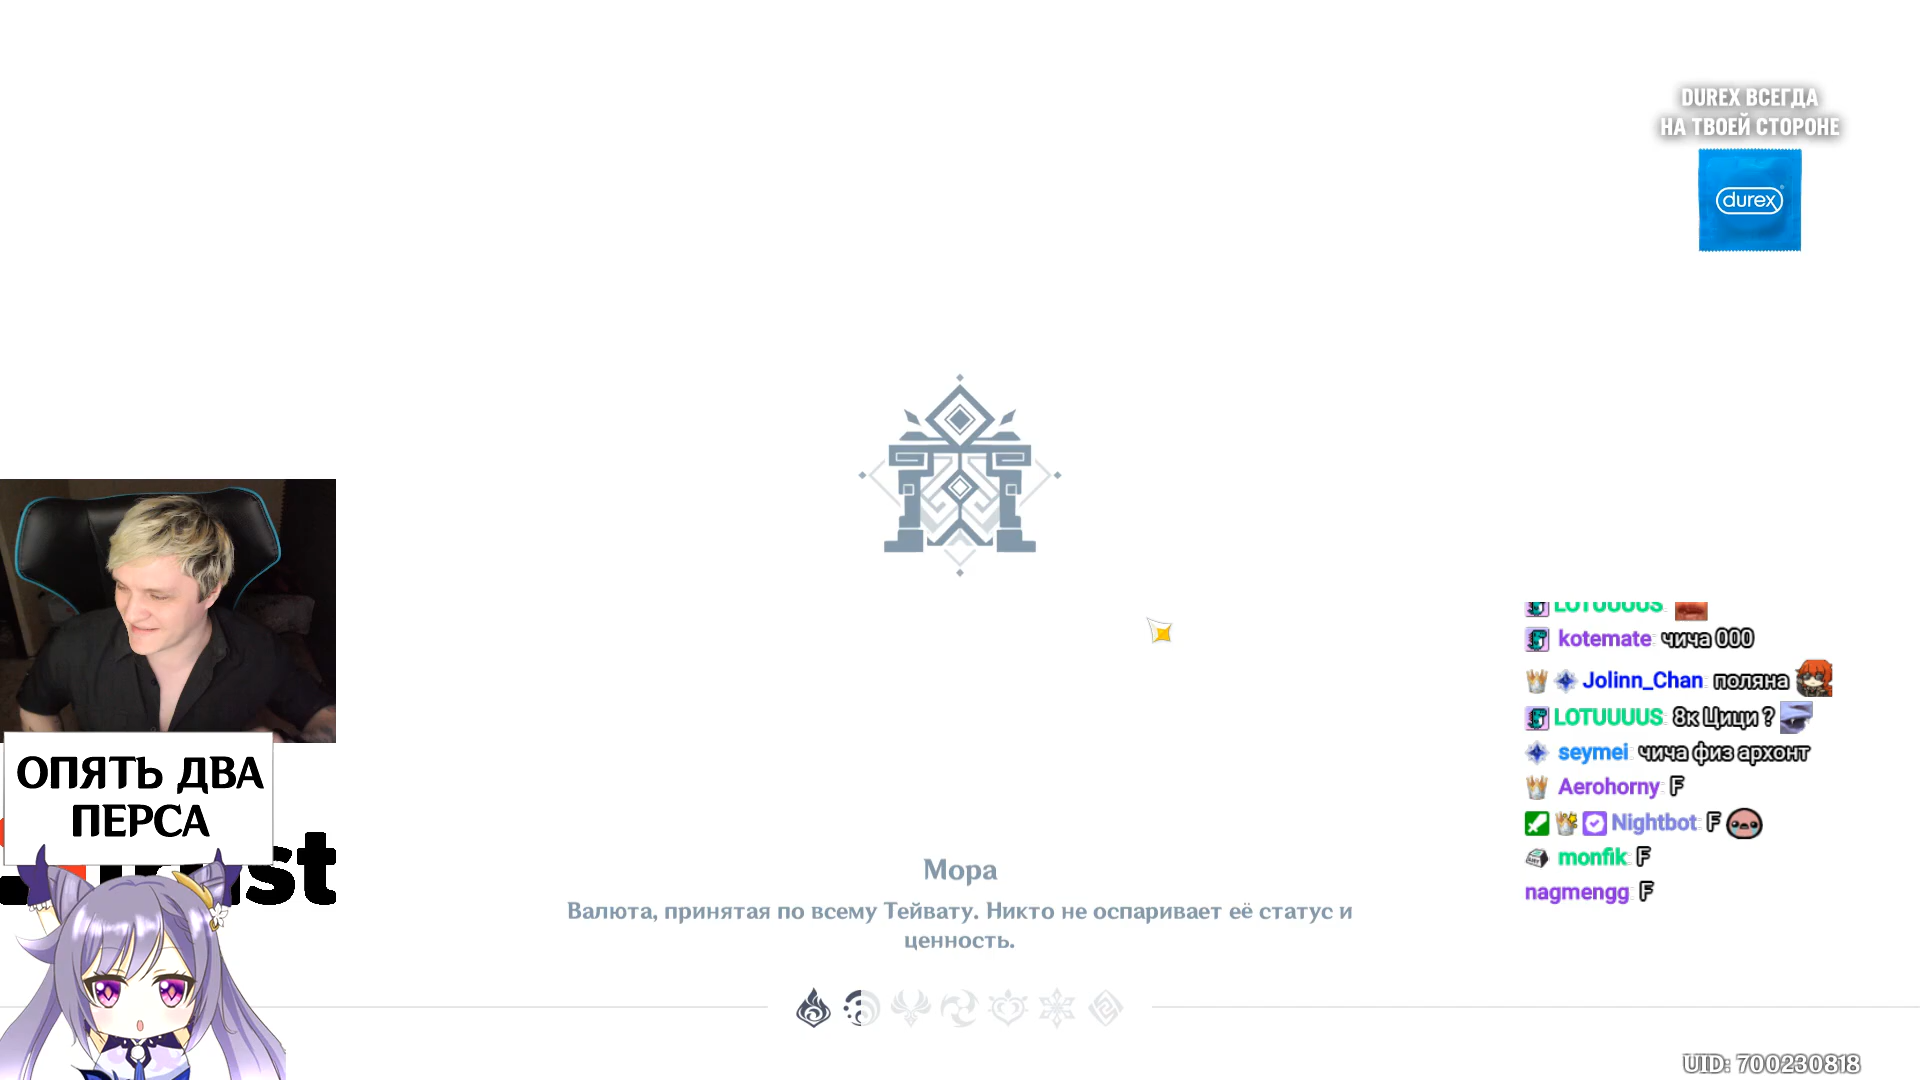 DUREX ВСЕГДА
НА ТВОЕЙ СТОРОНЕ
durex
LOTUUUUS
kotemate чича 000
Jolinn_Chan поляна
LOTUUUUS 8к Цици ?
seymei чича физ архонт
Aerohorny F
Nightbot F
monfik F
nagmengg F
ОПЯТЬ ДВА
ПЕРСА
st
Мора
Валюта, принятая по всему Тейвату. Никто не оспаривает её статус и
ценность.
UID: 700230818